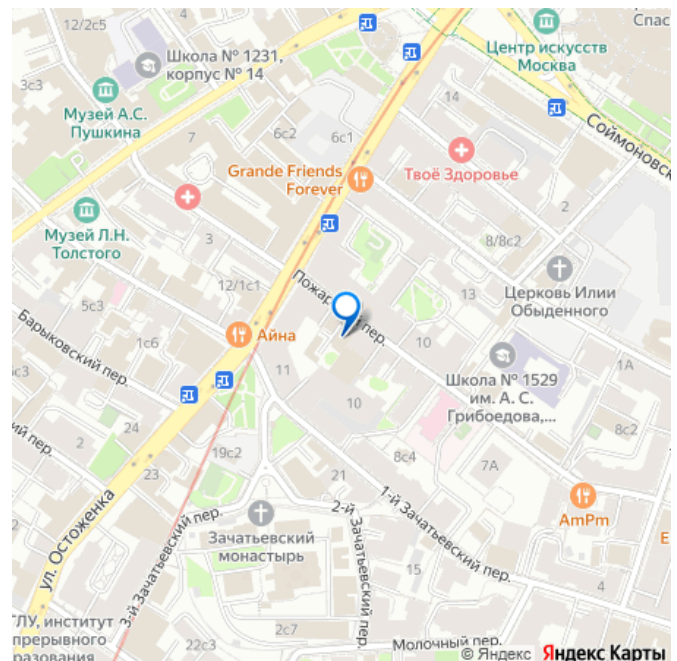 12/2с5
Школа № 1231,
корпус № 14
3с3
Музей А.С.
Пушкина
7
6с2
6с1
14
Центр искусств
Москва
Спас
Соймоновск
Grande Friends
Forever
Твоё Здоровье
2
Музей Л.Н.
Толстого
3
8/8с2
12/1с1
Пожарский пер.
13
Церковь Илии
Обыденного
5с3
1с6
Айна
10
1А
Барыковский пер.
11
Школа № 1529
им. А. С.
Грибоедова,...
с3
10
2
24
8с2
ий пер.
19с2
8с4
7А
23
21
1-й Зачатьевский пер.
AmPm
E
ул. Остоженка
3-й Зачатьевский пер.
Зачатьевский
монастырь
2-й Зачатьевский пер.
15
4
ГЛУ, институт
прерывного
разования
22с3
2с7
Молочный пер.
© Яндекс Яндекс Карты